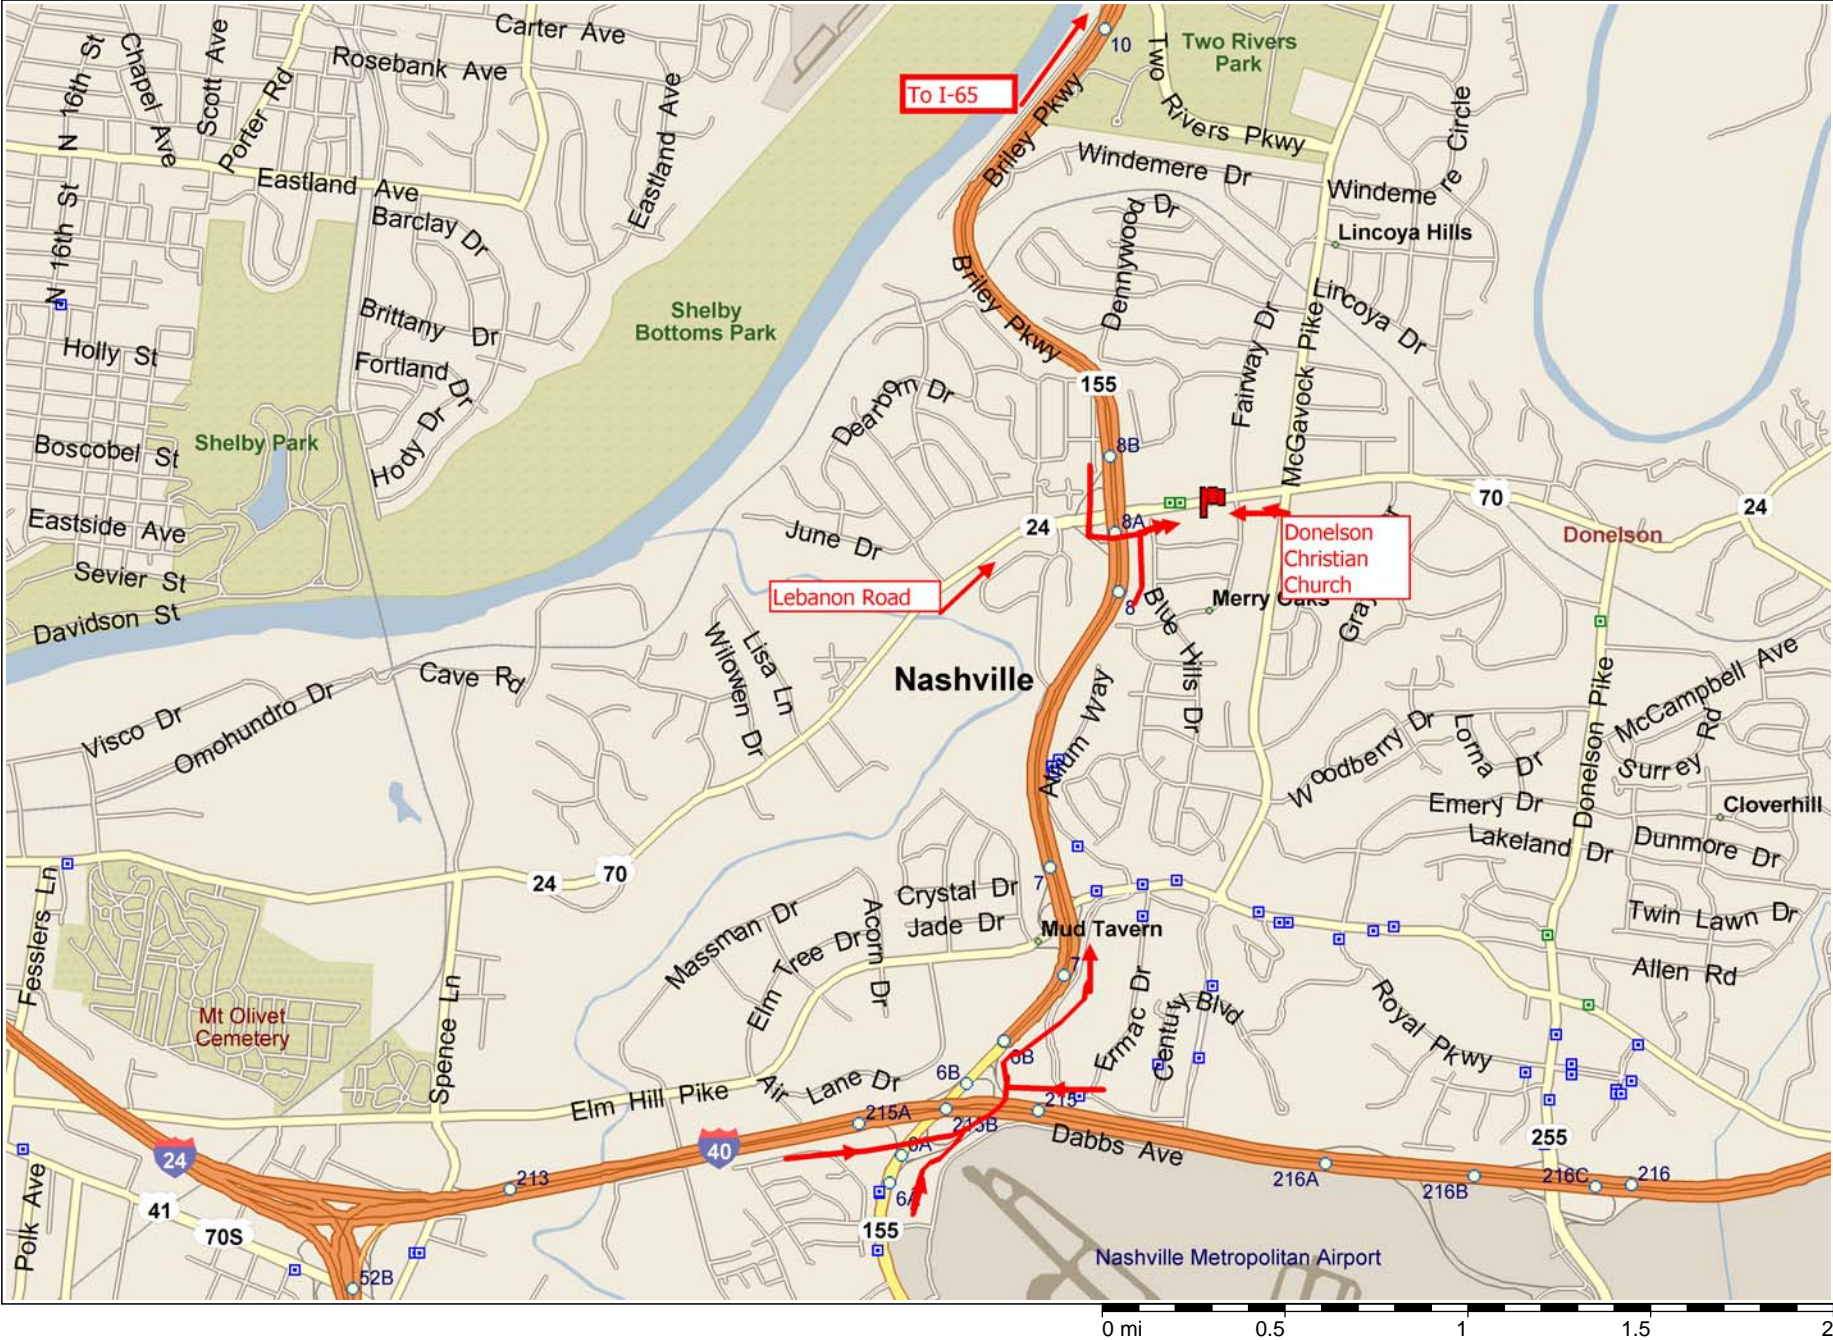 Carter Ave
Rosebank Ave
N 16th St
Chapel Ave
Scott Ave
Porter Rd
Eastland Ave
Eastland Ave
Barclay Dr
N 16th St
Brittany Dr
Fortland Dr
Hody Dr
Holly St
Boscobel St
Shelby Park
Eastside Ave
Sevier St
Davidson St
Shelby
Bottoms Park
To I-65
10
Two Rivers
Park
Two Rivers Pkwy
Briley Pkwy
Windemere Dr
Windemere Circle
Lincoya Hills
Dennywood Dr
Lincoya Dr
Briley Pkwy
Fairway Dr
McGavock Pike
155
Dearborn Dr
8B
70
24
24
8A
June Dr
Donelson
Christian
Church
Donelson
Lebanon Road
8
Blue Hills Dr
Merry Oaks
Gra
r
Visco Dr
Omohundro Dr
Cave Rd
Wilowen Dr
Lisa Ln
Nashville
Atrium Way
Woodberry Dr
Lorna Dr
Donelson Pike
McCampbell Ave
Surrey Rd
Emery Dr
Cloverhill
Lakeland Dr
Dunmore Dr
24
70
7
Crystal Dr
Jade Dr
Mud Tavern
Twin Lawn Dr
Allen Rd
Fesslers Ln
Massman Dr
Elm Tree Dr
Acorn Dr
7
Mt Olivet
Cemetery
Spence Ln
Ermac Dr
Century Blvd
Royal Pkwy
6B
6B
Air Lane Dr
Elm Hill Pike
215A
215B
215
Dabbs Ave
255
24
40
6A
6A
213
216A
216B
216C
216
41
70S
Polk Ave
155
52B
Nashville Metropolitan Airport
0 mi
0.5
1
1.5
2